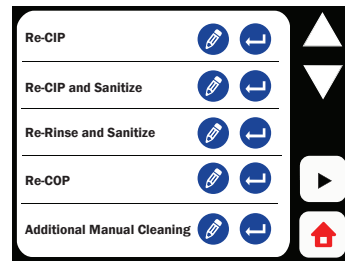 Re-CIP
Re-CIP and Sanitize
Re-Rinse and Sanitize
Re-COP
Additional Manual Cleaning